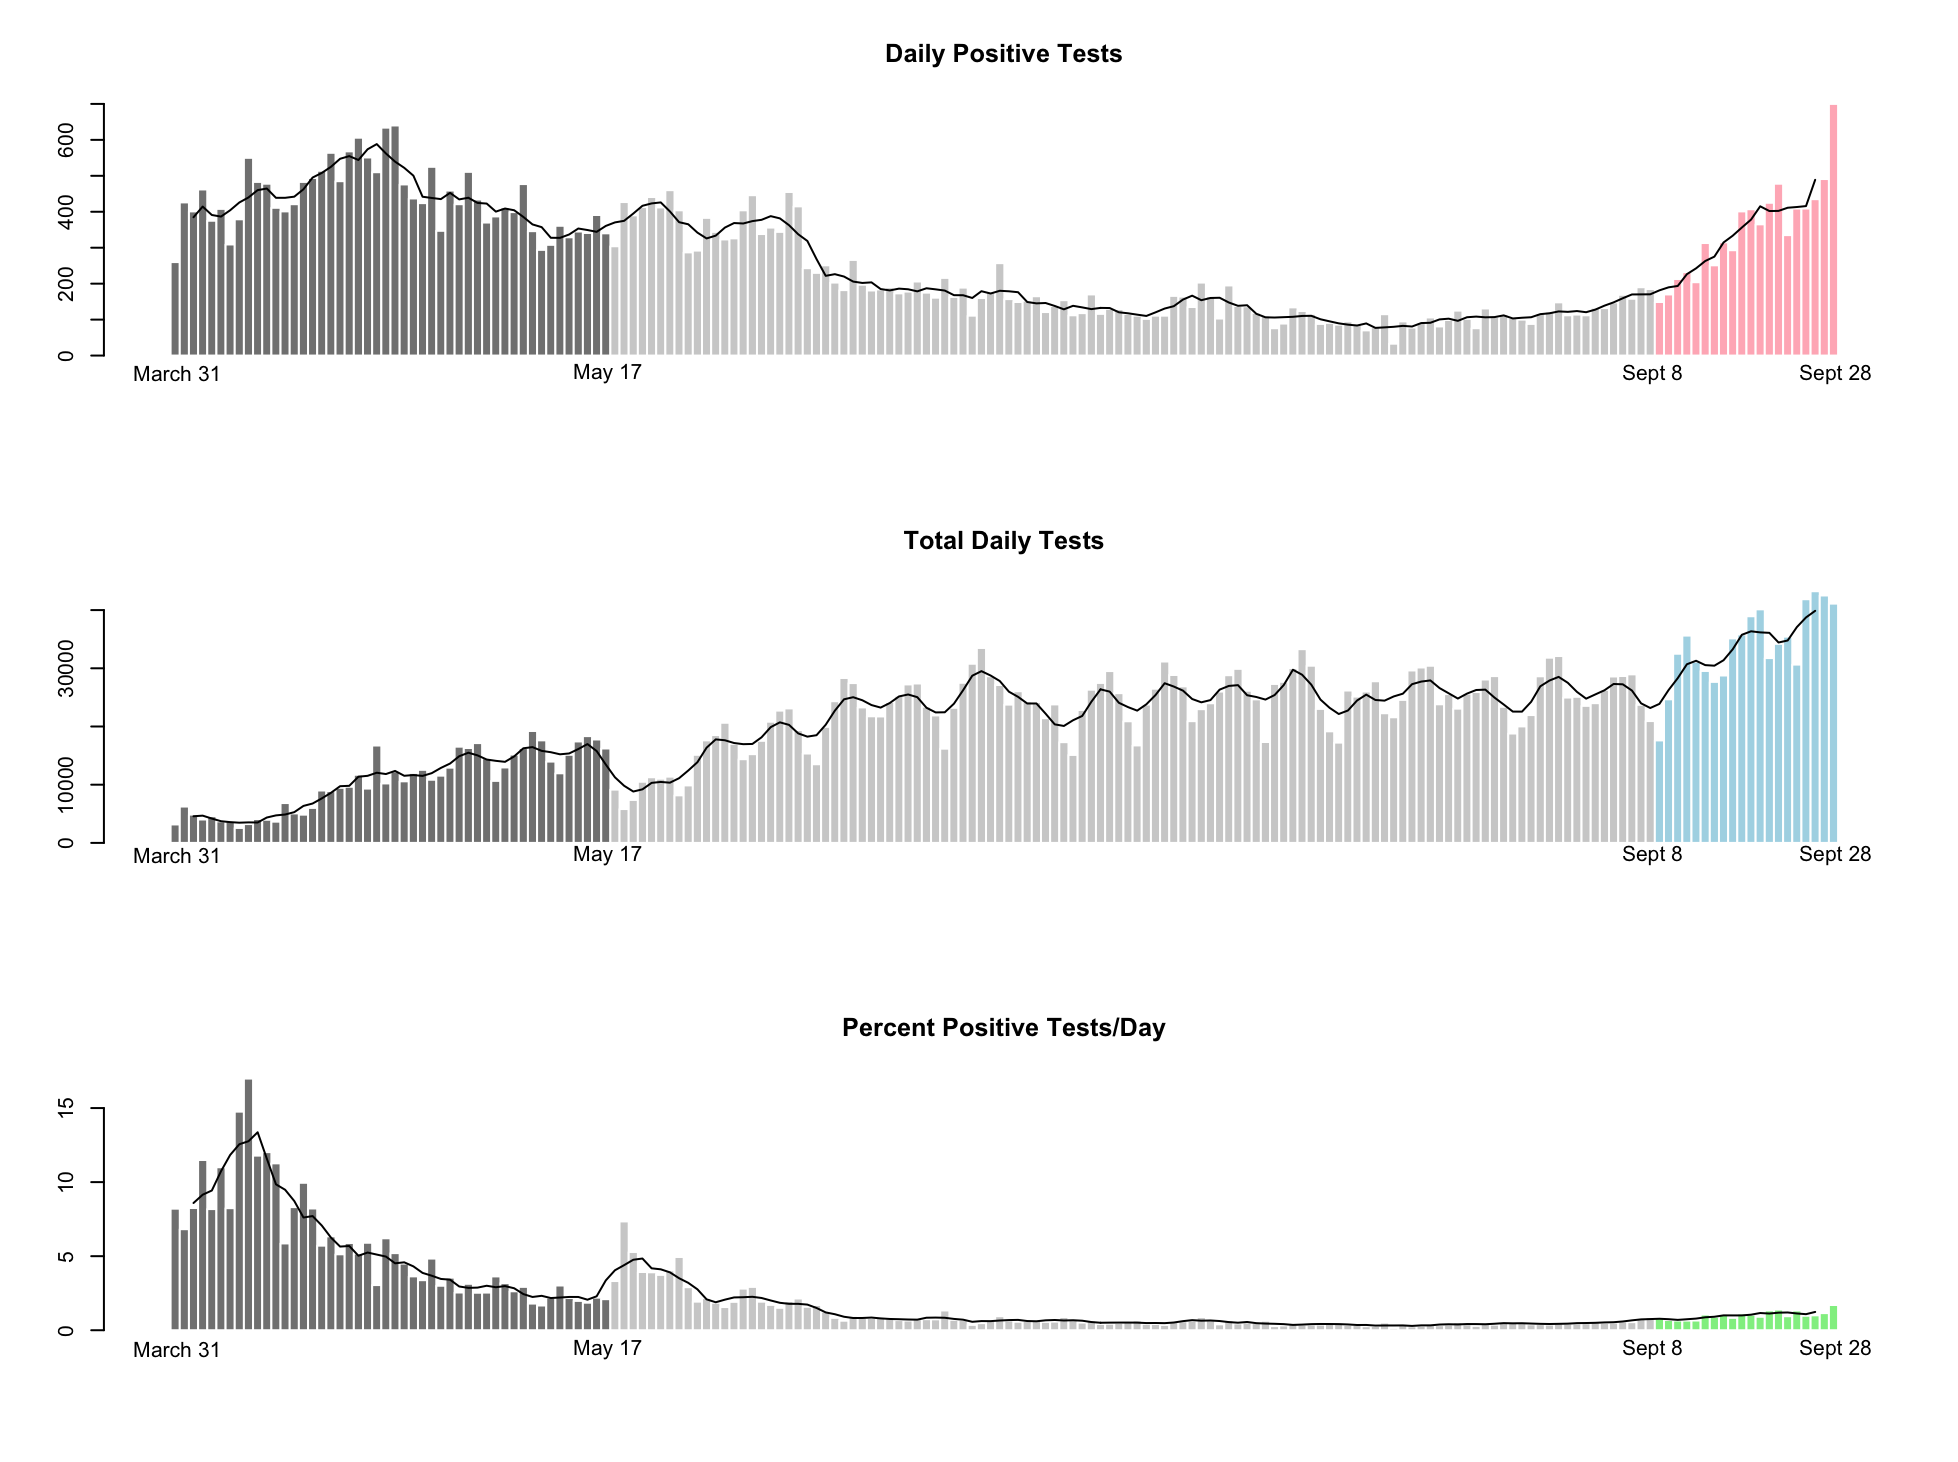 Daily Positive Tests
600
400
200
0
March 31 May 17 Sept 8 Sept 28
Total Daily Tests
30000
10000
0
March 31 May 17 Sept 8 Sept 28
Percent Positive Tests/Day
15
10
5
0
March 31 May 17 Sept 8 Sept 28